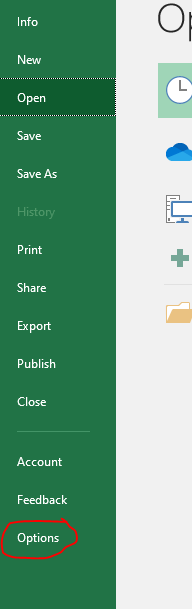 Info
New
Open
Save
Save As
History
Print
Share
Export
Publish
Close
Account
Feedback
Options